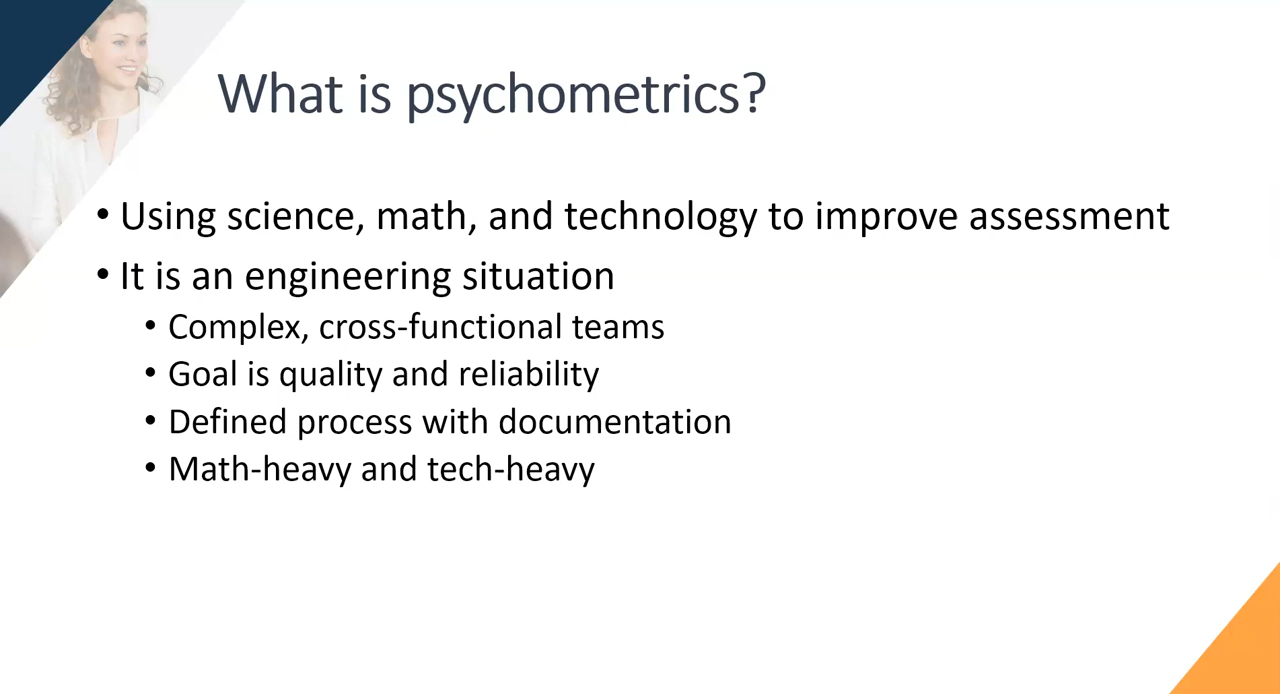 What is psychometrics?
• Using science, math, and technology to improve assessment
• It is an engineering situation
• Complex, cross-functional teams
• Goal is quality and reliability
• Defined process with documentation
• Math-heavy and tech-heavy